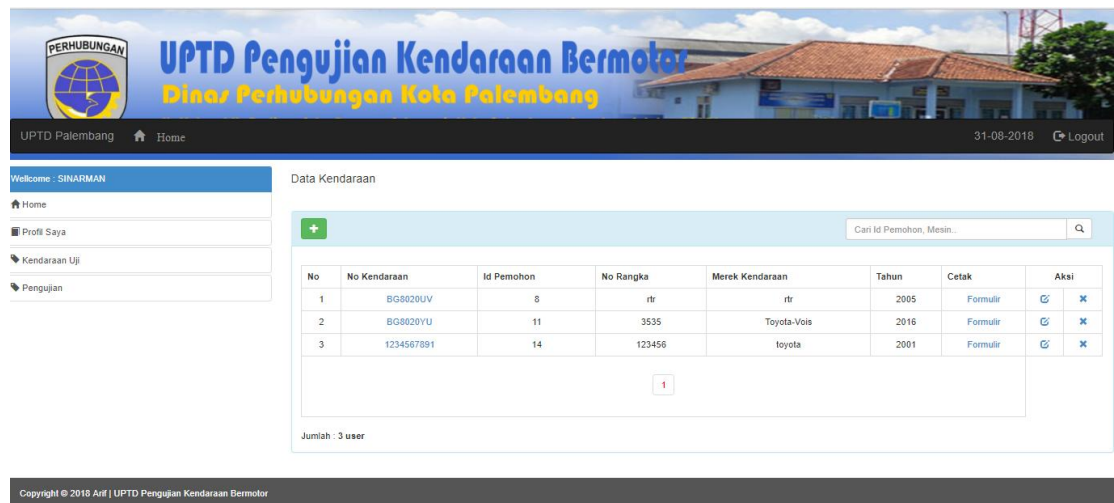 PERHUBUNGAN
UPTD Pengujian Kendaraan Bermotor
Dinas Perhubungan Kota Palembang
UPTD Palembang Home 31-08-2018 Logout
Wellcome : SINARMAN
Home
Profil Saya
Kendaraan Uji
Pengujian
Data Kendaraan
+
Cari Id Pemohon, Mesin..
No No Kendaraan Id Pemohon No Rangka Merek Kendaraan Tahun Cetak Aksi
1 BG8020UV 8 rtr rtr 2005 Formulir
2 BG8020YU 11 3535 Toyota-Vois 2016 Formulir
3 1234567891 14 123456 toyota 2001 Formulir
1
Jumlah : 3 user
Copyright © 2018 Arif | UPTD Pengujian Kendaraan Bermotor